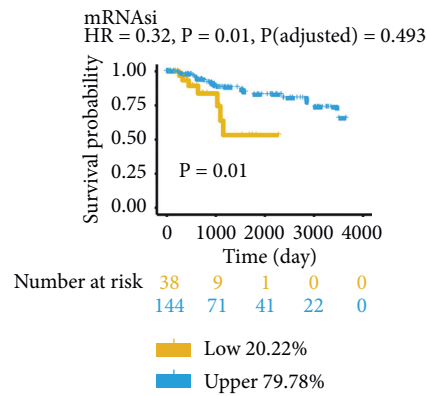 mRNAsi
HR = 0.32, P = 0.01, P(adjusted) = 0.493
Survival probability
1.00
0.75
0.50
0.25
0.00
P = 0.01
0 1000 2000 3000 4000
Time (day)
Number at risk 38 9 1 0 0
144 71 41 22 0
Low 20.22%
Upper 79.78%